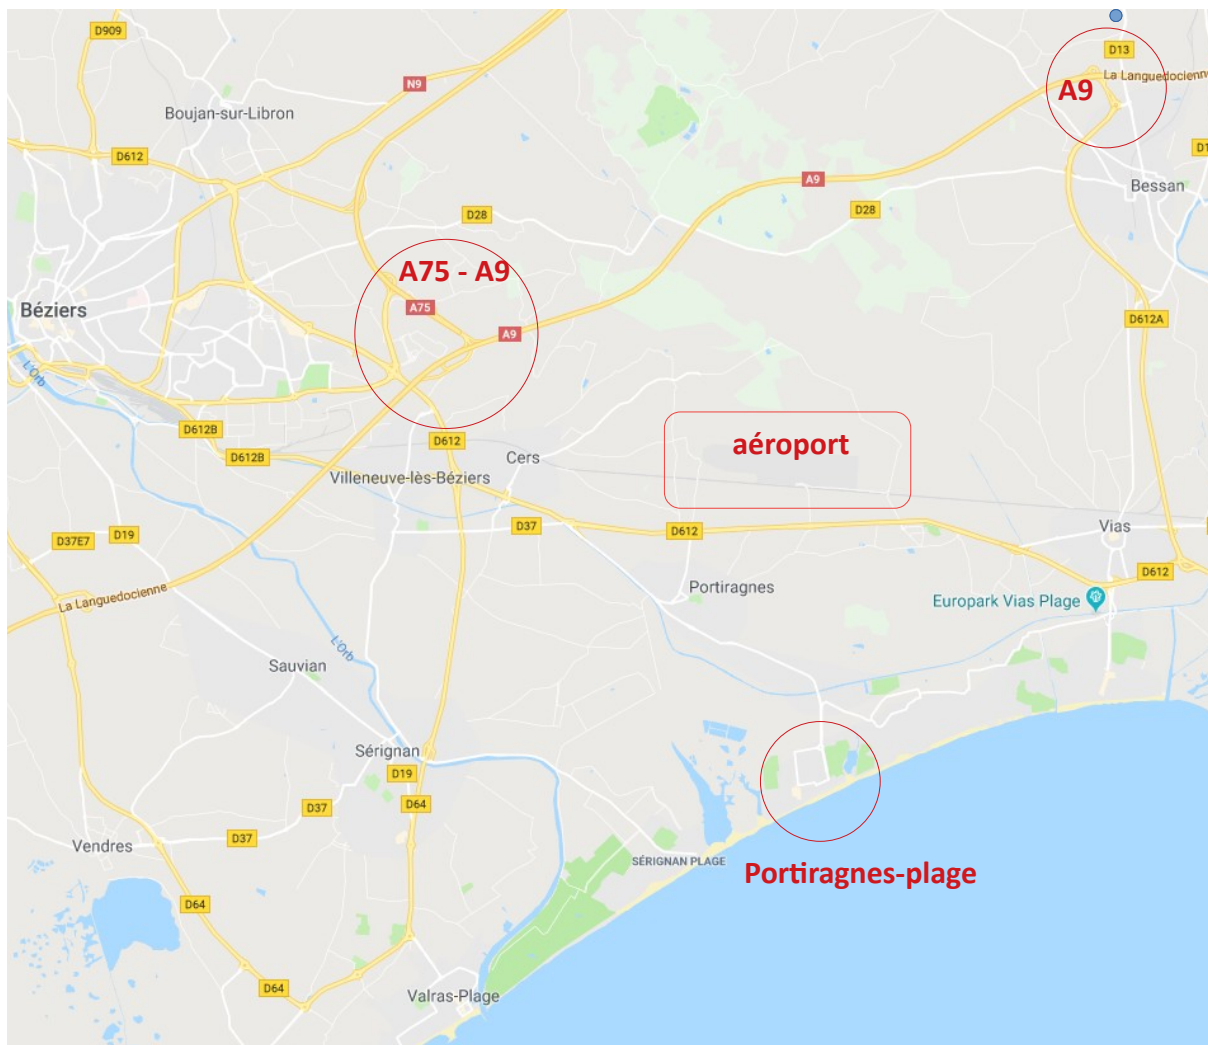 D909
D13
La Languedocienne
N9
A9
Boujan-sur-Libron
D612
D1
A9
Bessan
D28
D28
A75 - A9
A75
Béziers
D612A
A9
L'Orb
D612B
D612
aéroport
D612B
Cers
Villeneuve-lès-Béziers
D19
D37
D612
Vias
D37E7
D612
Portiragnes
La Languedocienne
Europark Vias Plage
L'Orb
Sauvian
Sérignan
D19
D37
D64
D37
Vendres
SÉRIGNAN PLAGE
Portiragnes-plage
D64
D64
Valras-Plage